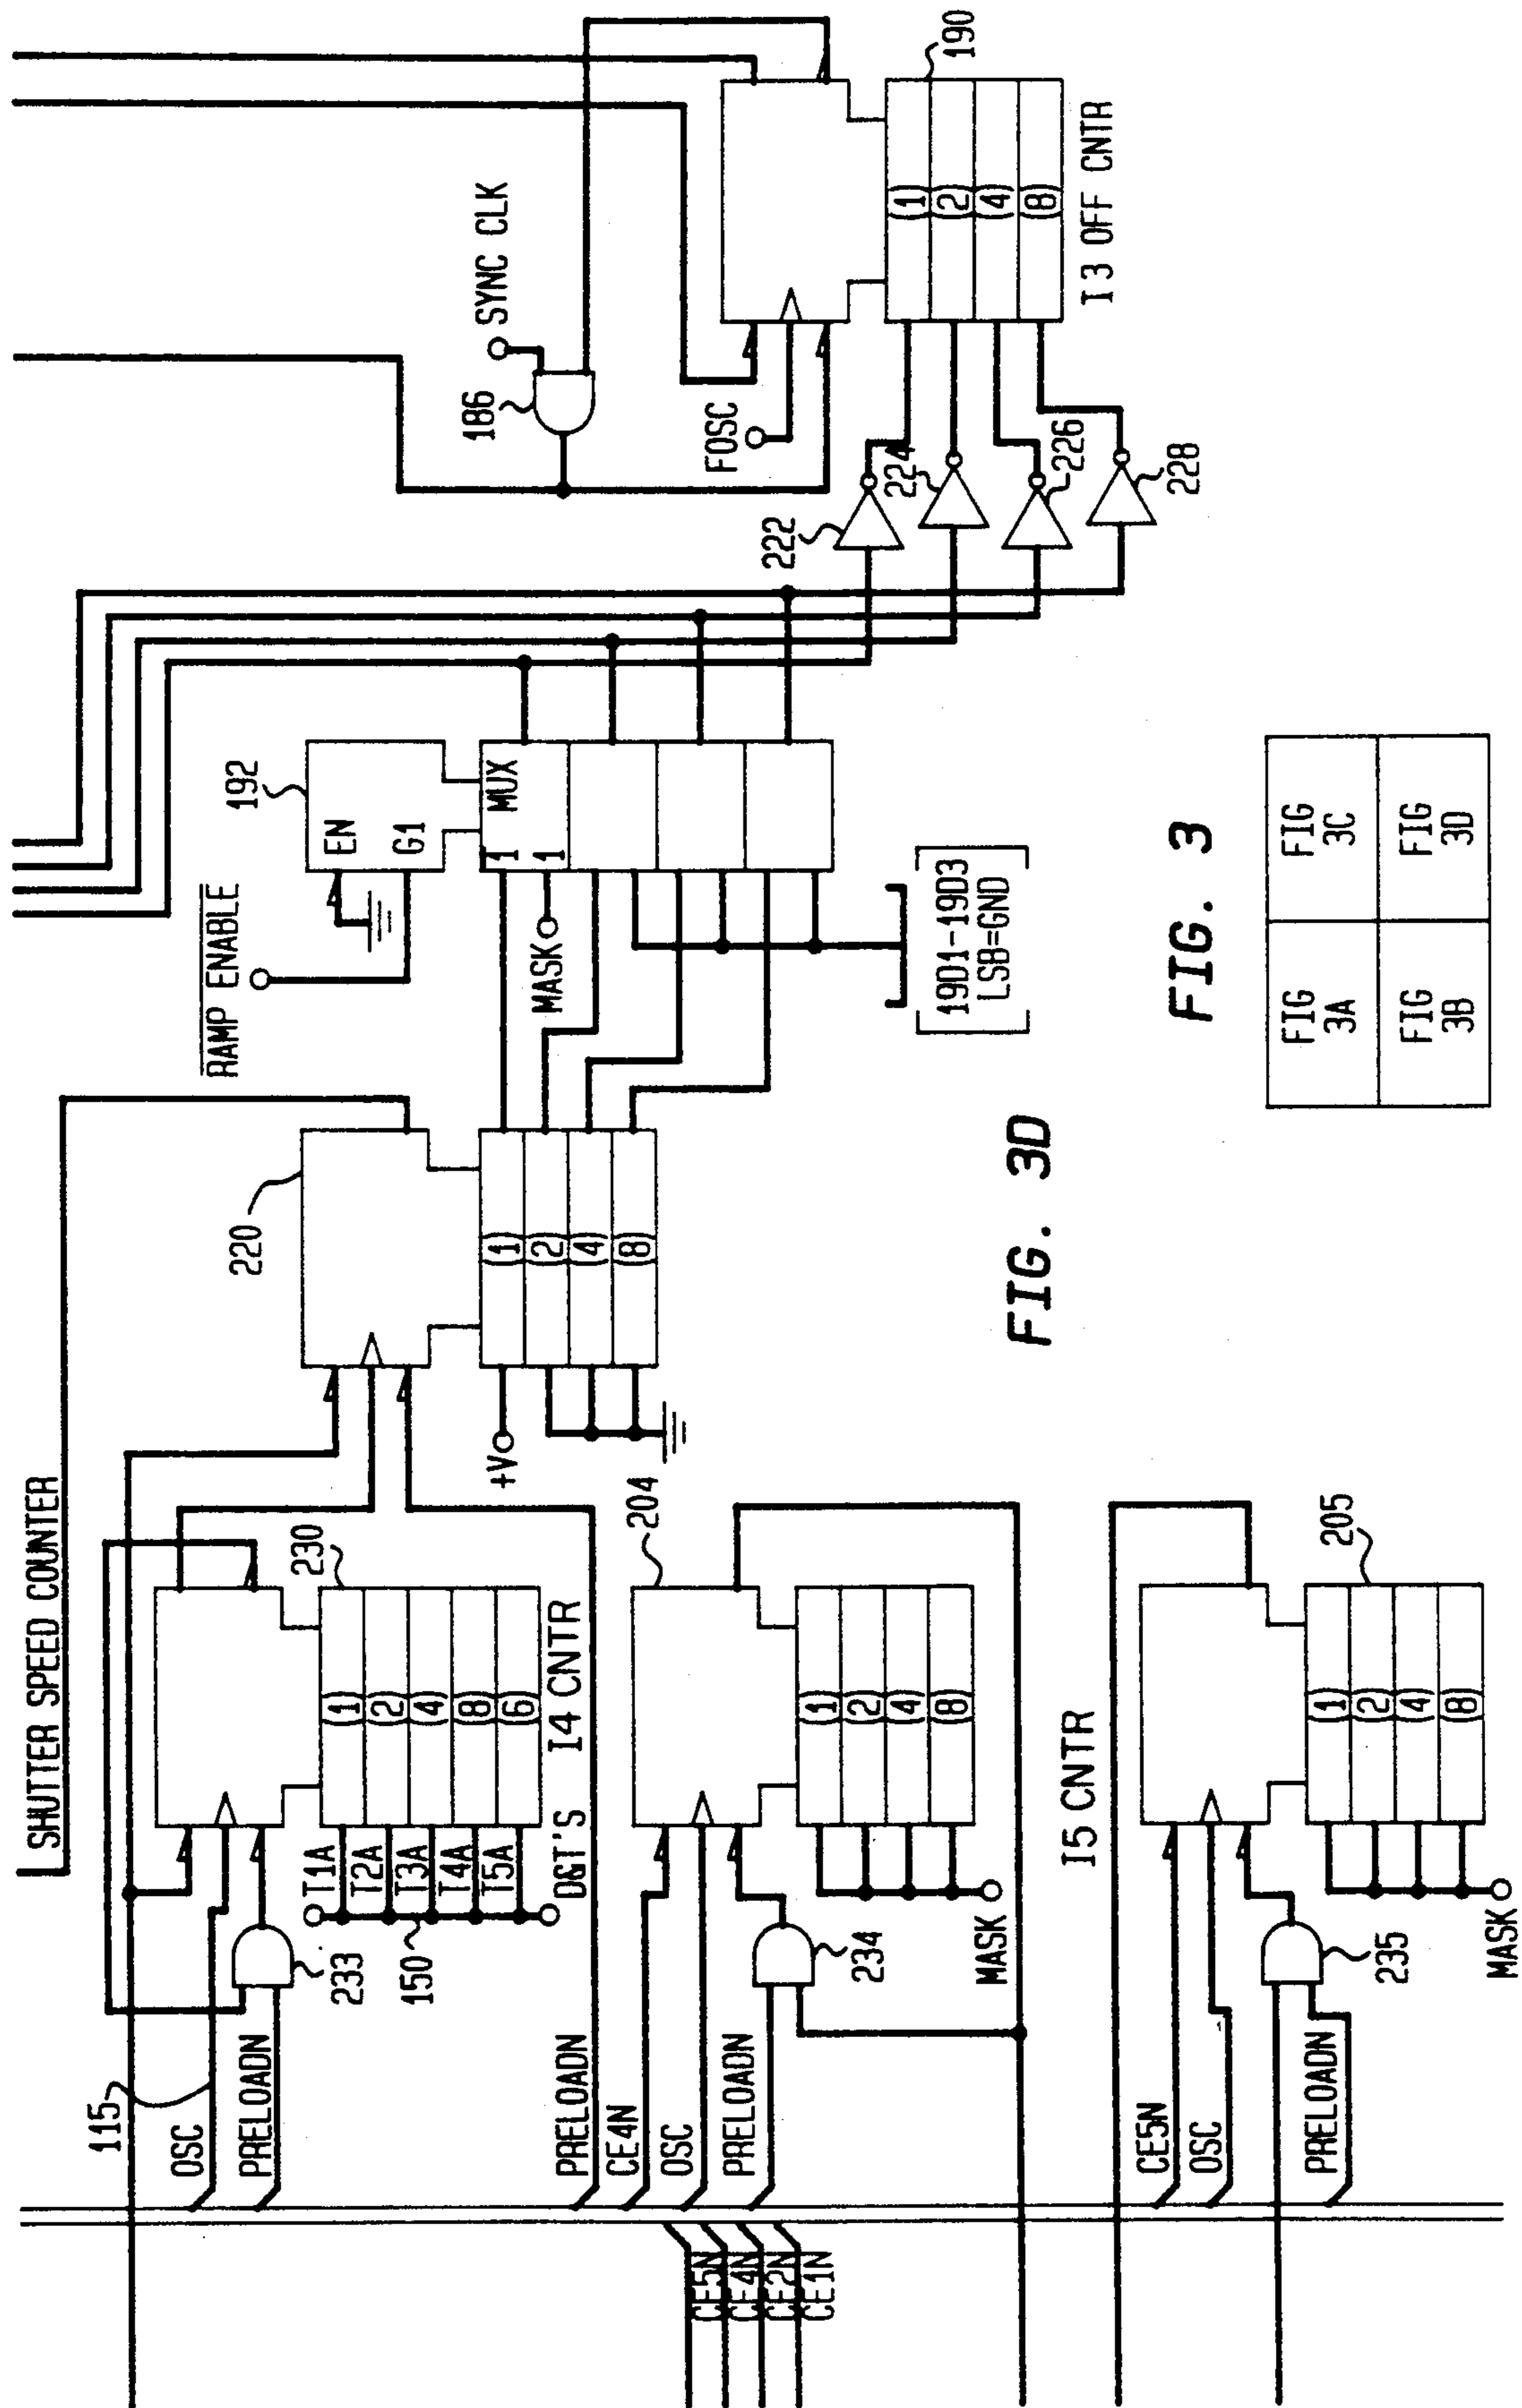 SHUTTER SPEED COUNTER
115
OSC
PRELOADN
233
150
T1A
T2A
T3A
T4A
T5A
D&T'S
230
(1)
(2)
(4)
(8)
(6)
I4 CNTR
PRELOADN
CE4N
OSC
PRELOADN
234
MASK
204
(1)
(2)
(4)
(8)
CE5N
CE4N
CE2N
CE1N
I5 CNTR
CE5N
OSC
PRELOADN
235
MASK
205
(1)
(2)
(4)
(8)
220
+V
(1)
(2)
(4)
(8)
RAMP ENABLE
192
EN
G1
1
MUX
1
MASK
19D1-19D3
LSB=GND
SYNC CLK
186
FOSC
222
224
226
228
190
(1)
(2)
(4)
(8)
I3 OFF CNTR
FIG. 3D
FIG. 3
FIG
3A
FIG
3C
FIG
3B
FIG
3D